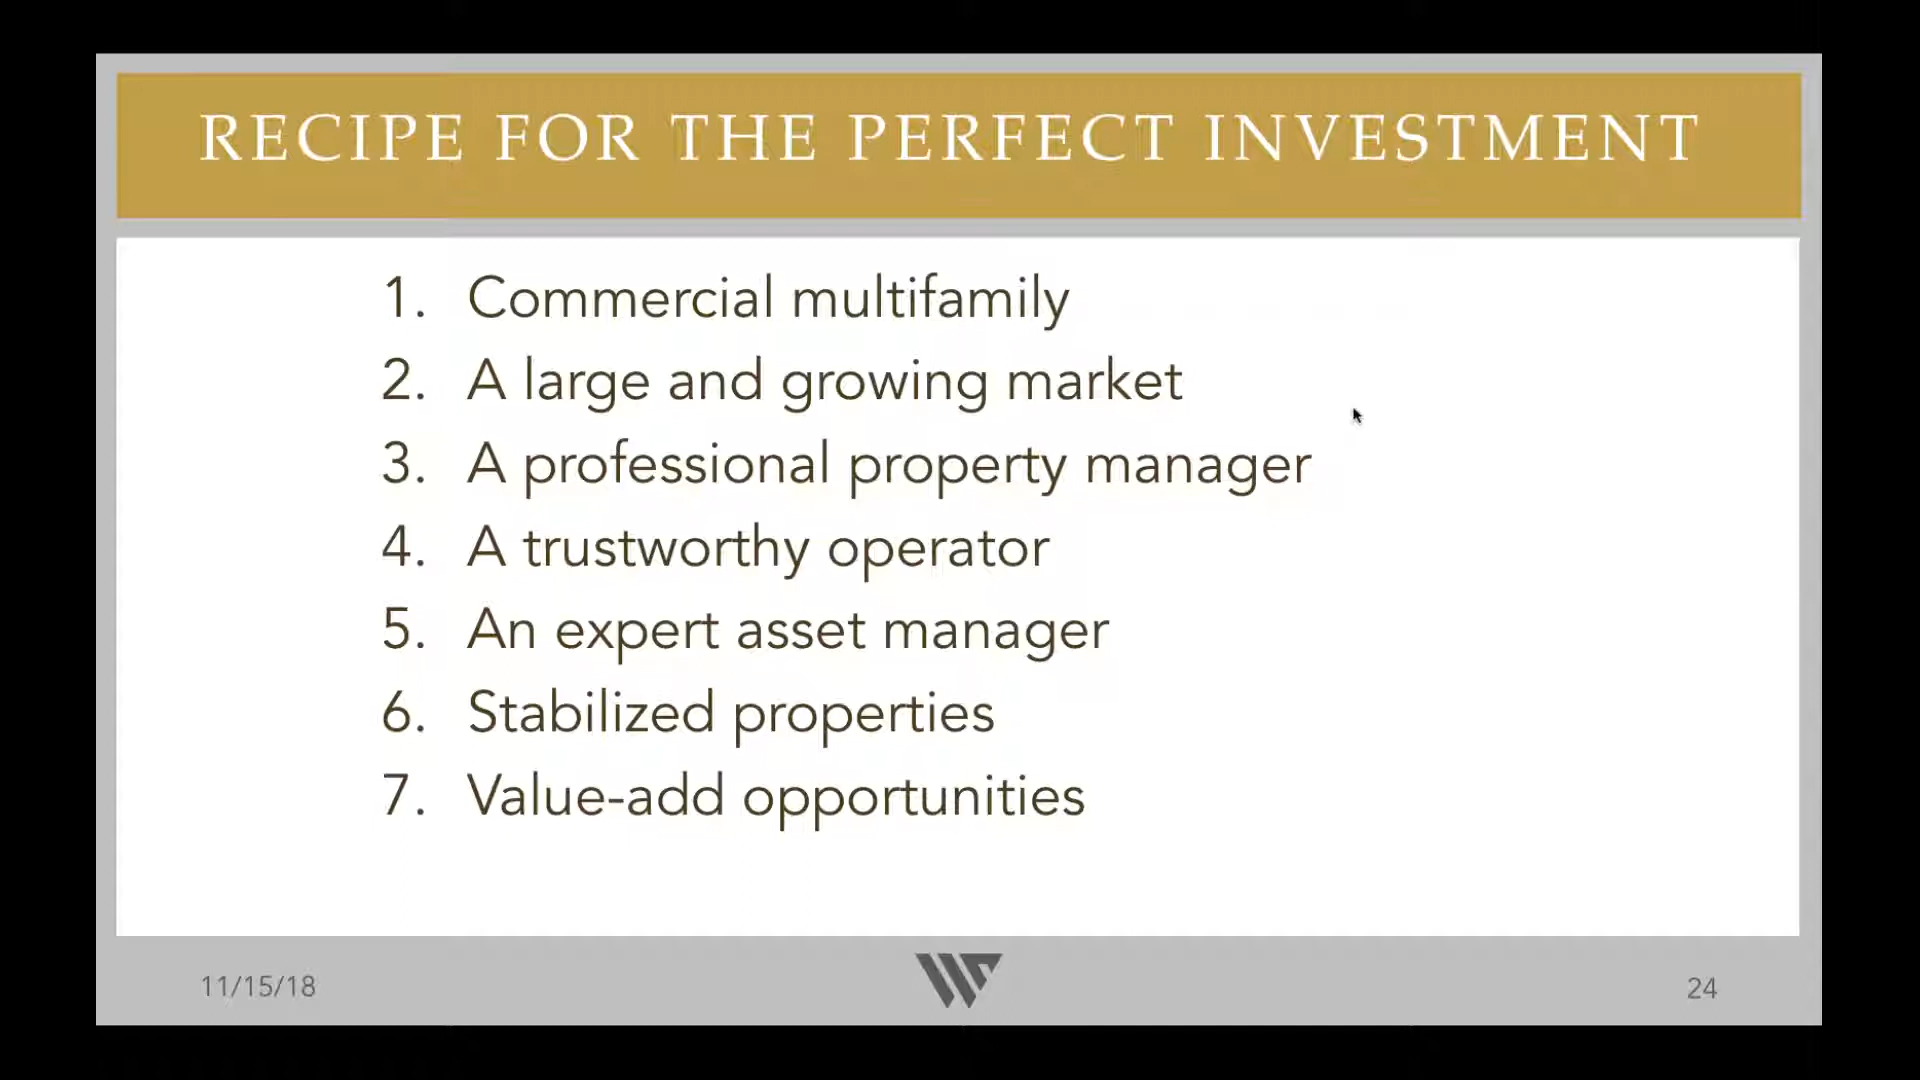 RECIPE FOR THE PERFECT INVESTMENT
1. Commercial multifamily
2. A large and growing market
3. A professional property manager
4. A trustworthy operator
5. An expert asset manager
6. Stabilized properties
7. Value-add opportunities
11/15/18
24